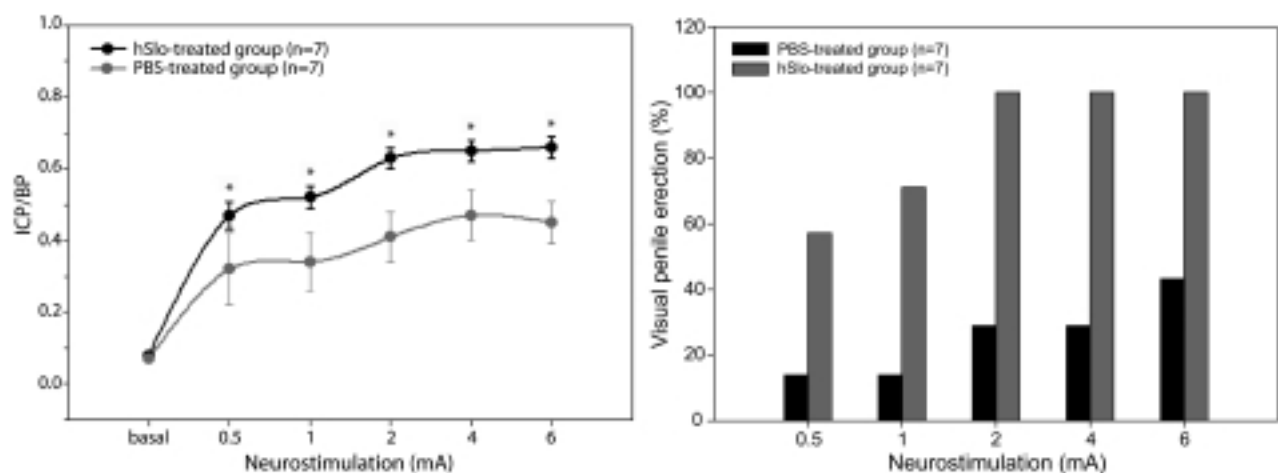 1.0
hSlo-treated group (n=7)
PBS-treated group (n=7)
0.8
*
*
*
*
*
0.6
ICP/BP
0.4
0.2
0.0
basal 0.5 1 2 4 6
Neurostimulation (mA)
120
PBS-treated group (n=7)
hSlo-treated group (n=7)
100
80
Visual penile erection (%)
60
40
20
0
0.5 1 2 4 6
Neurostimulation (mA)